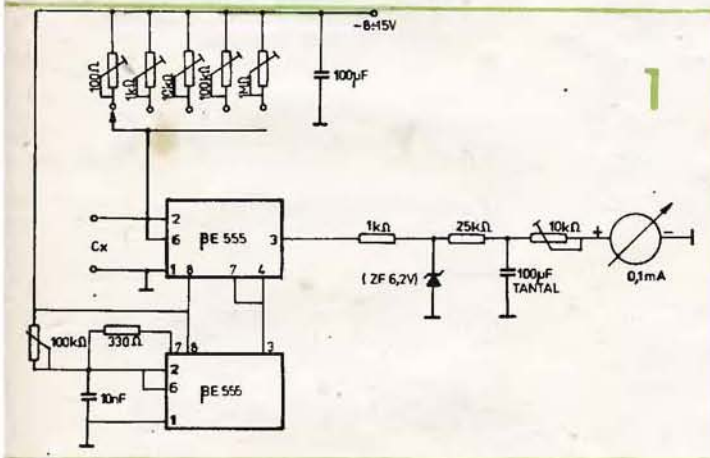 -8÷15V
100Ω 1kΩ 10kΩ 100kΩ 1MΩ
100µF
1
2
6 βE 555 3
Cx
1 8 7 4
1kΩ 25kΩ 10kΩ + -
( ZF 6,2V)
100µF
TANTAL
0,1mA
100kΩ 330Ω
7 8 3
2
6 βE 555
10nF
1